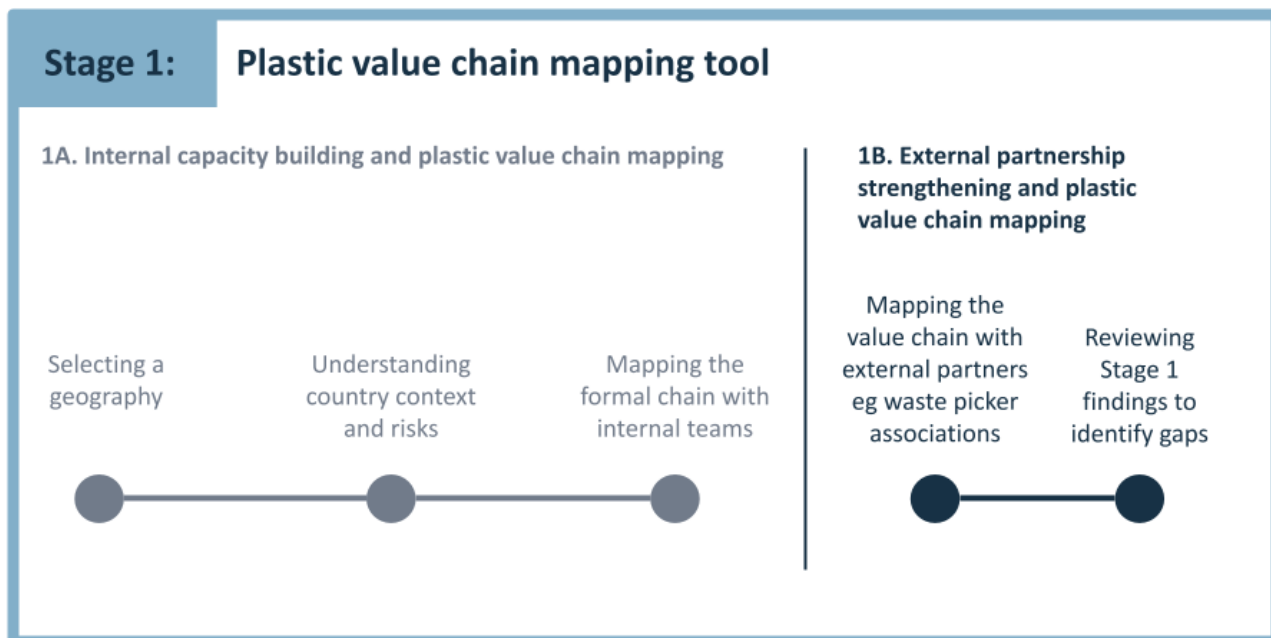 Stage 1:
Plastic value chain mapping tool
1A. Internal capacity building and plastic value chain mapping
1B. External partnership
strengthening and plastic
value chain mapping
Selecting a
geography
Understanding
country context
and risks
Mapping the
formal chain with
internal teams
Mapping the
value chain with
external partners
eg waste picker
associations
Reviewing
Stage 1
findings to
identify gaps